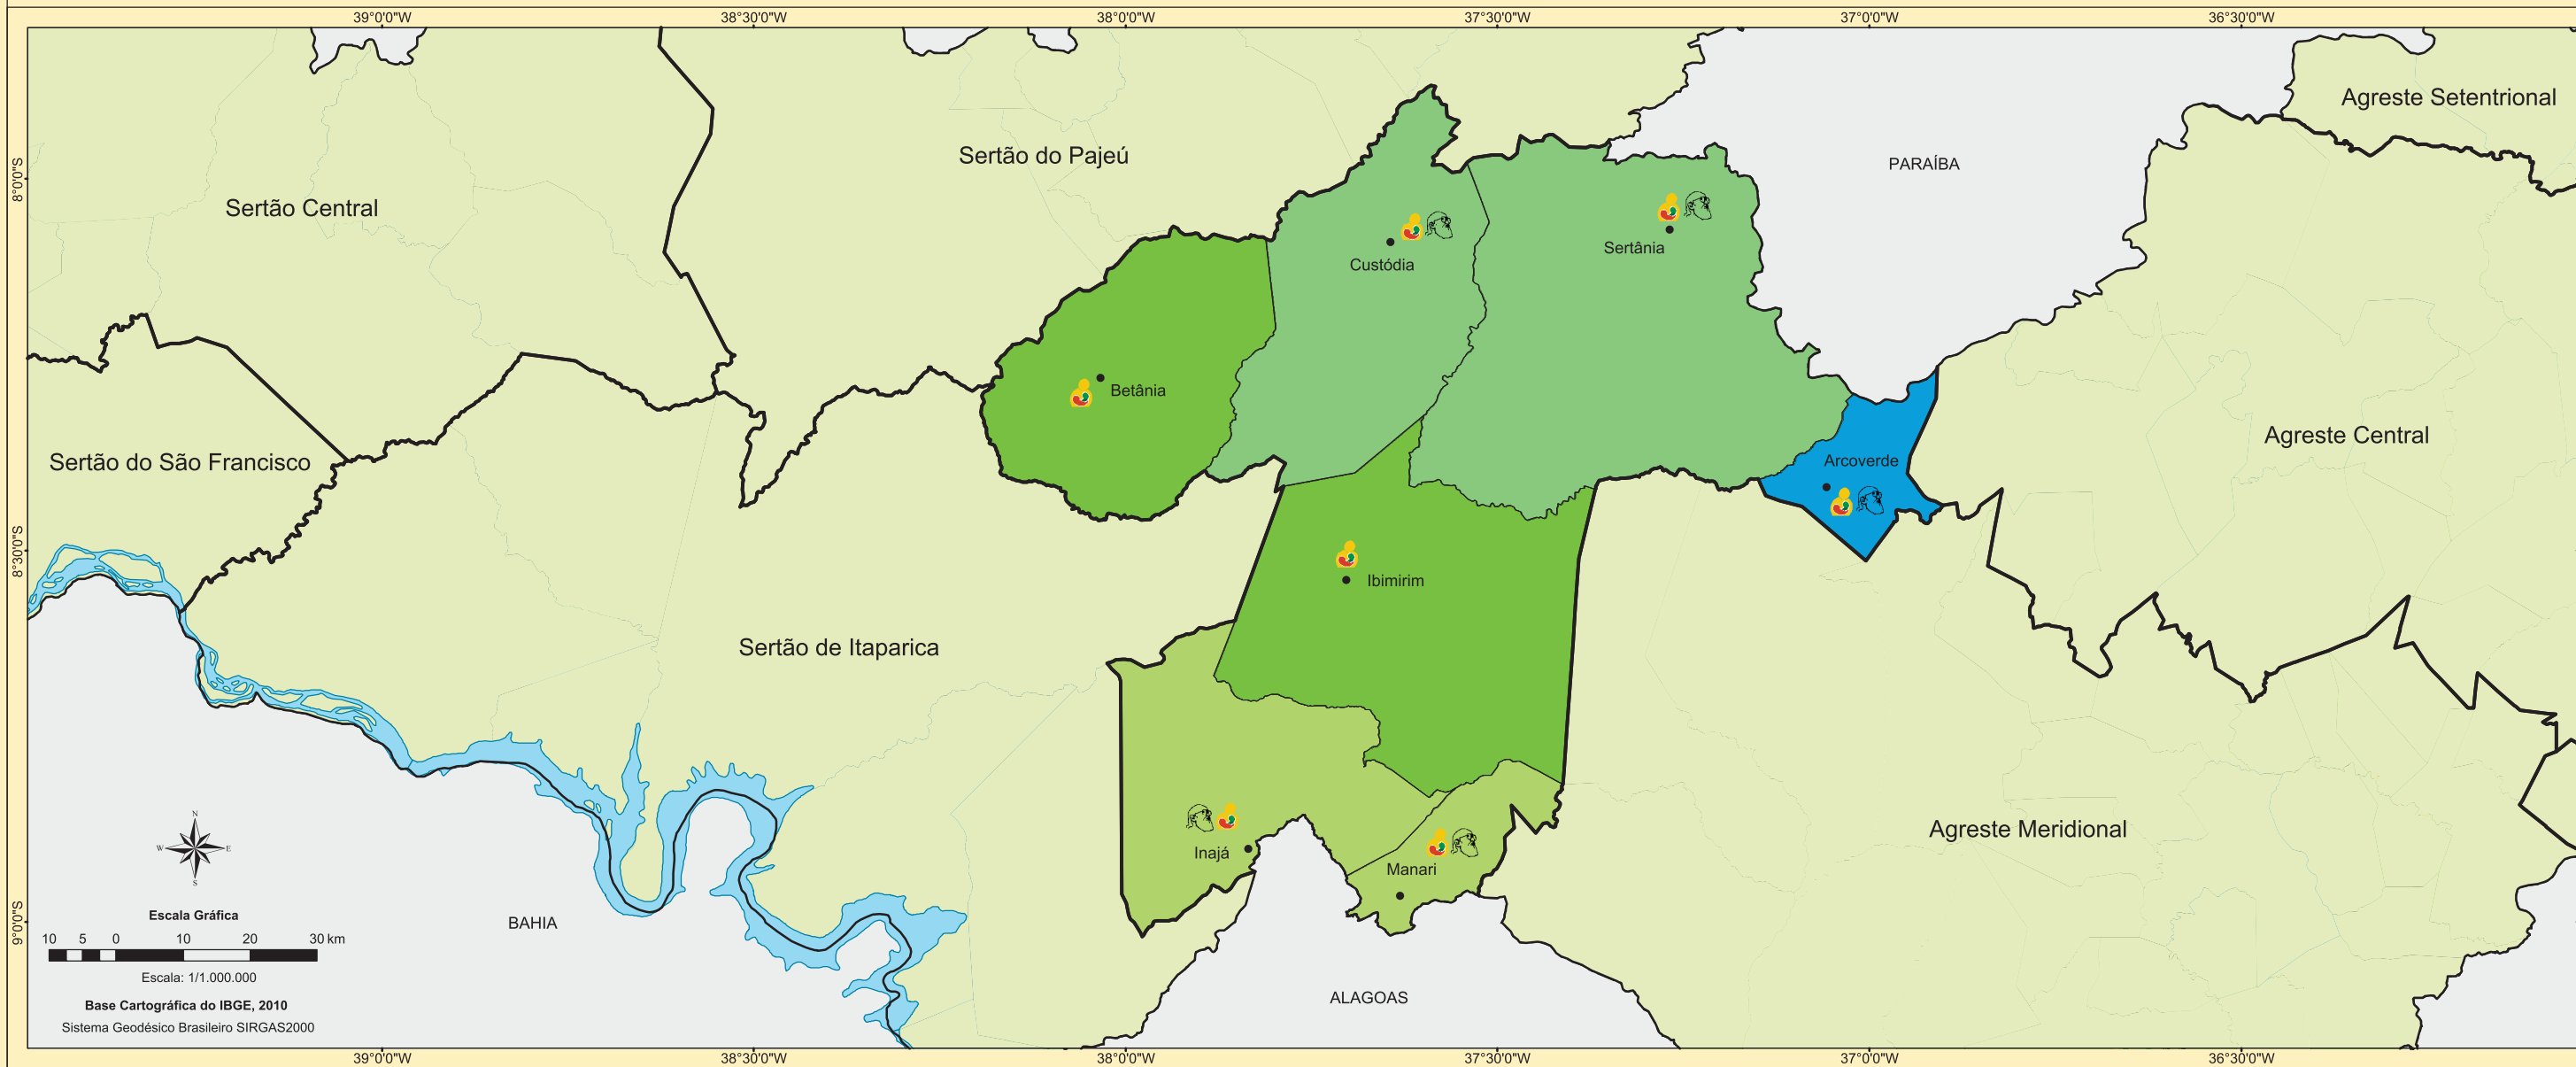 39°0'0"W 38°30'0"W 38°0'0"W 37°30'0"W 37°0'0"W 36°30'0"W
Agreste Setentrional
Sertão do Pajeú
PARAÍBA
8°0'0"S
Sertão Central
Custódia
Sertânia
Betânia
Agreste Central
Sertão do São Francisco
Arcoverde
8°30'0"S
Ibimirim
Sertão de Itaparica
Agreste Meridional
Inajá
Manari
N
W E
S
9°0'0"S
BAHIA
ALAGOAS
Escala Gráfica
10 5 0 10 20 30 km
Escala: 1/1.000.000
Base Cartográfica do IBGE, 2010
Sistema Geodésico Brasileiro SIRGAS2000
39°0'0"W 38°30'0"W 38°0'0"W 37°30'0"W 37°0'0"W 36°30'0"W